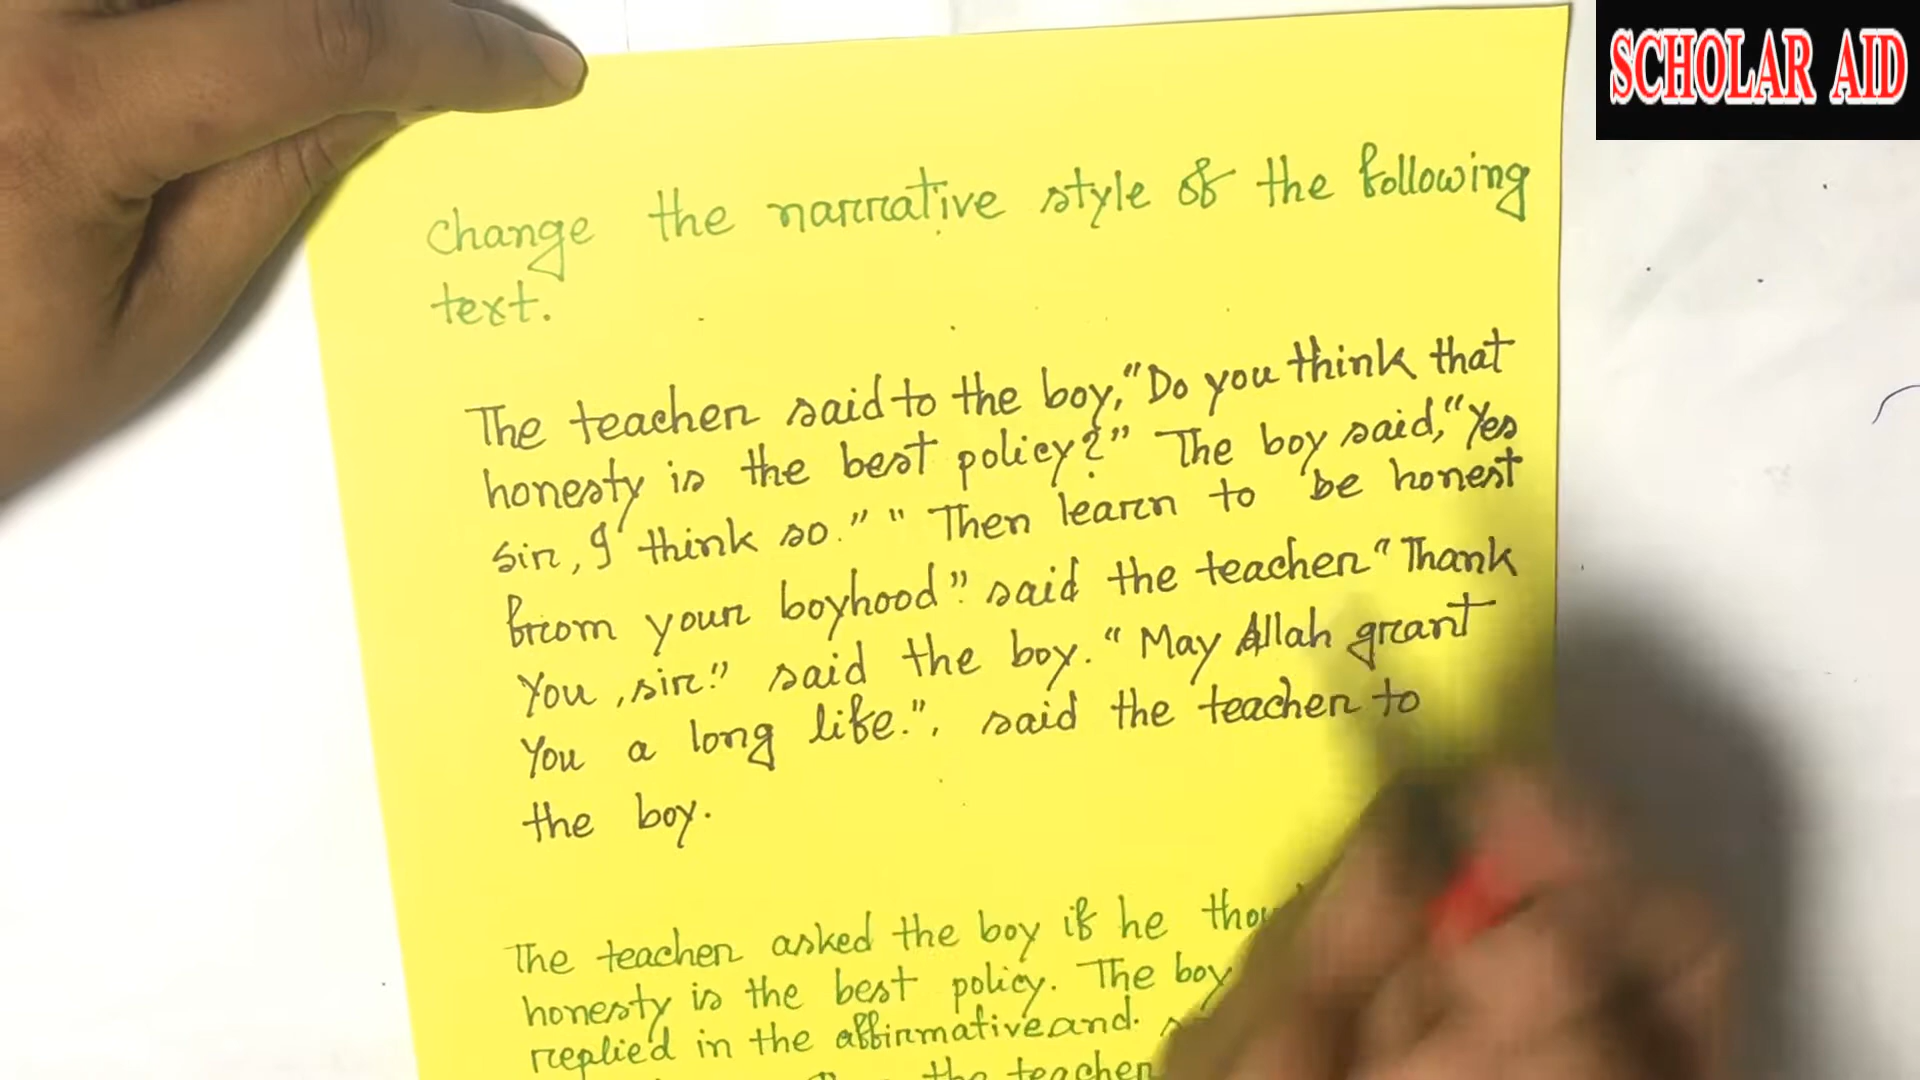 SCHOLAR AID
Change the narrative style of the following
text.
The teacher said to the boy, "Do you think that
honesty is the best policy?" The boy said, "Yes
sir, I think so." "Then learn to be honest
from your boyhood" said the teacher "Thank
You, sir." said the boy. "May Allah grant
You a long life.", said the teacher to
the boy.
The teacher asked the boy if he
honesty is the best policy. The boy
replied in the affirmative and
the teacher